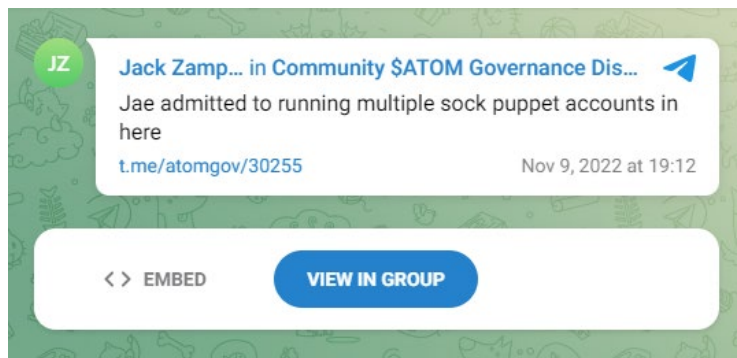 JZ
Jack Zamp... in Community $ATOM Governance Dis...
Jae admitted to running multiple sock puppet accounts in
here
t.me/atomgov/30255 Nov 9, 2022 at 19:12
<> EMBED VIEW IN GROUP